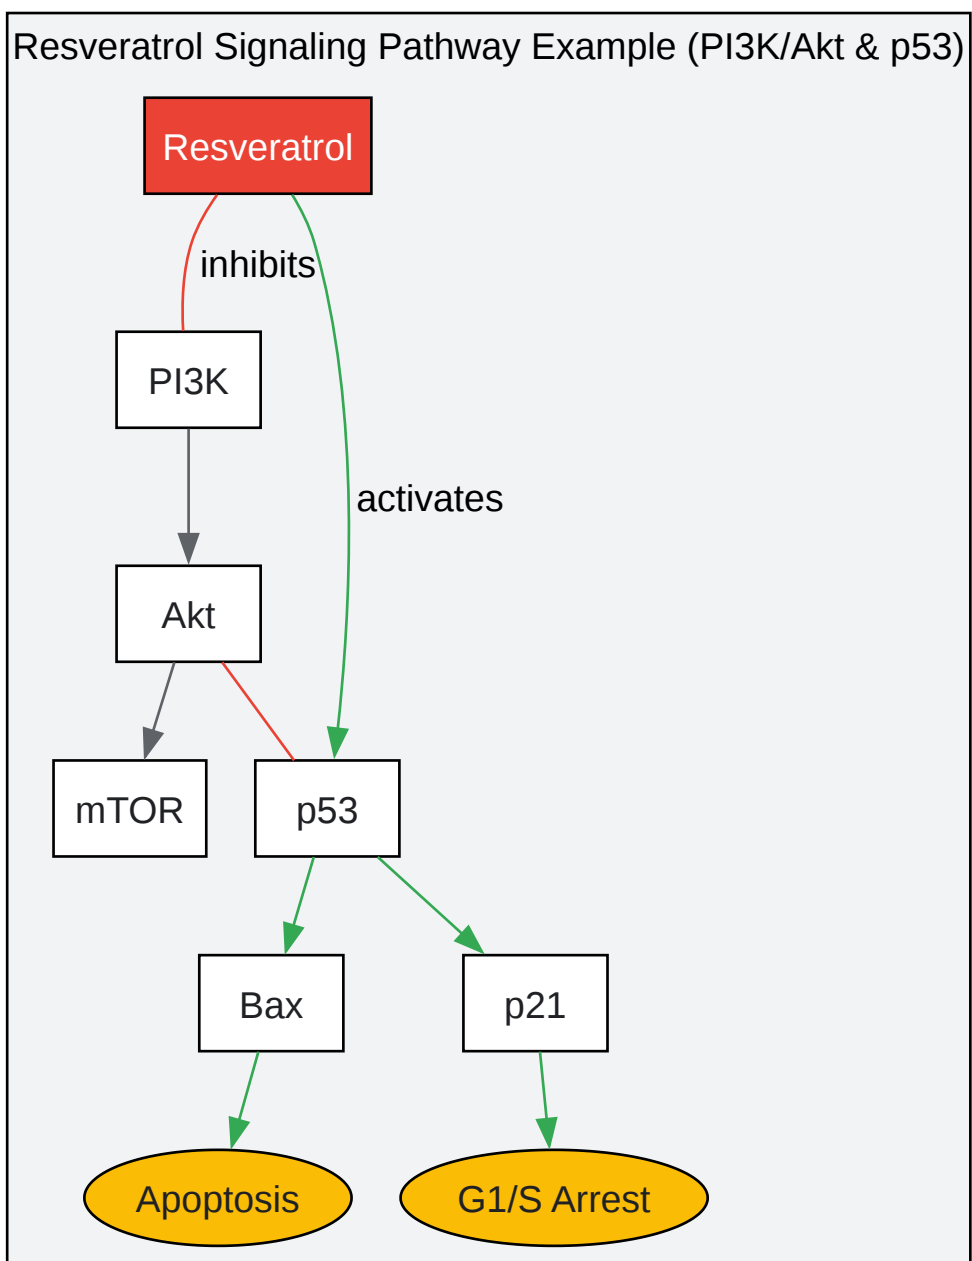 Resveratrol Signaling Pathway Example (PI3K/Akt & p53)
Resveratrol
inhibits
PI3K
activates
Akt
mTOR
p53
Bax
p21
Apoptosis
G1/S Arrest